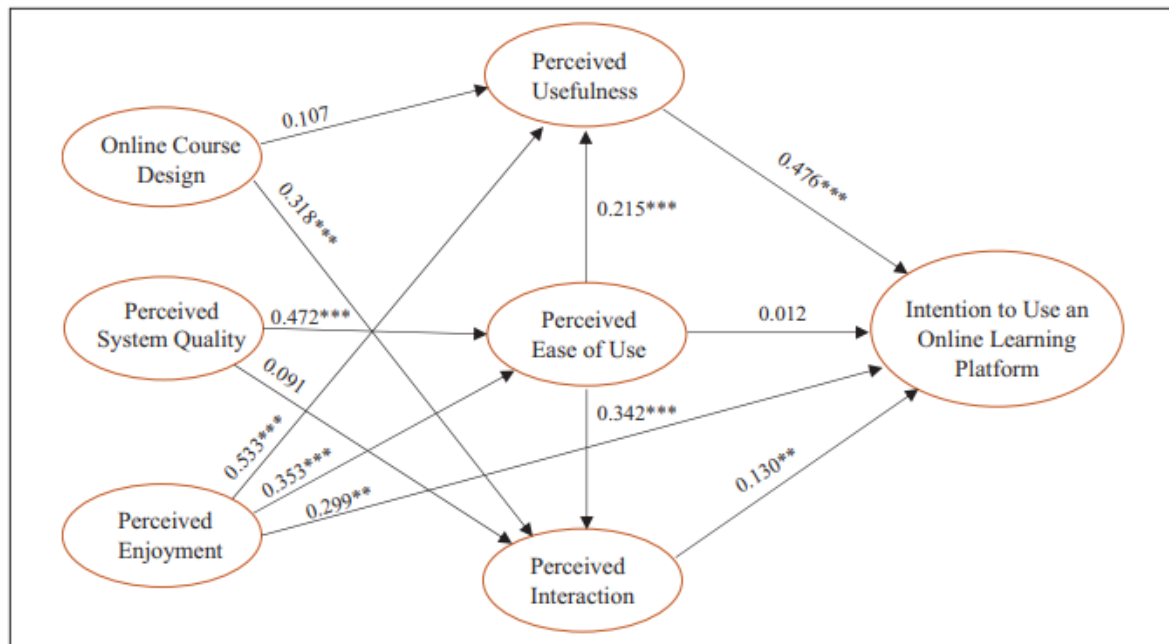 Perceived
Usefulness
0.107
Online Course
Design
0.476***
0.318***
0.215***
Perceived
System Quality
0.472***
Perceived
Ease of Use
0.012
Intention to Use an
Online Learning
Platform
0.091
0.342***
0.533***
0.353***
0.299**
0.130**
Perceived
Enjoyment
Perceived
Interaction